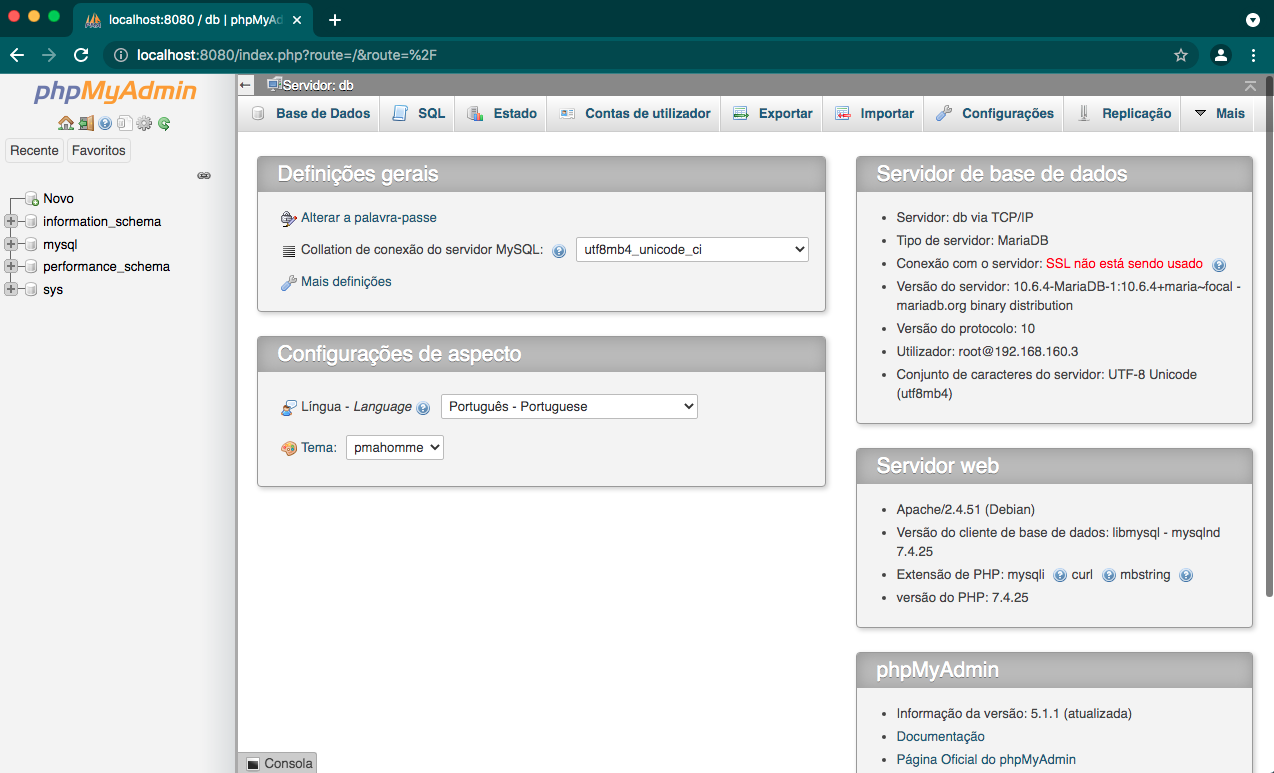 localhost:8080 / db | phpMyAd
localhost:8080/index.php?route=/&route=%2F
phpMyAdmin
Recente Favoritos
Novo
information_schema
mysql
performance_schema
sys
Servidor: db
Base de Dados SQL Estado Contas de utilizador Exportar Importar Configurações Replicação Mais
Definições gerais
Alterar a palavra-passe
Collation de conexão do servidor MySQL: utf8mb4_unicode_ci
Mais definições
Configurações de aspecto
Língua - Language Português - Portuguese
Tema: pmahomme
Servidor de base de dados
Servidor: db via TCP/IP
Tipo de servidor: MariaDB
Conexão com o servidor: SSL não está sendo usado
Versão do servidor: 10.6.4-MariaDB-1:10.6.4+maria~focal -
mariadb.org binary distribution
Versão do protocolo: 10
Utilizador: root@192.168.160.3
Conjunto de caracteres do servidor: UTF-8 Unicode
(utf8mb4)
Servidor web
Apache/2.4.51 (Debian)
Versão do cliente de base de dados: libmysql - mysqlnd
7.4.25
Extensão de PHP: mysqli curl mbstring
versão do PHP: 7.4.25
phpMyAdmin
Informação da versão: 5.1.1 (atualizada)
Documentação
Página Oficial do phpMyAdmin
Consola